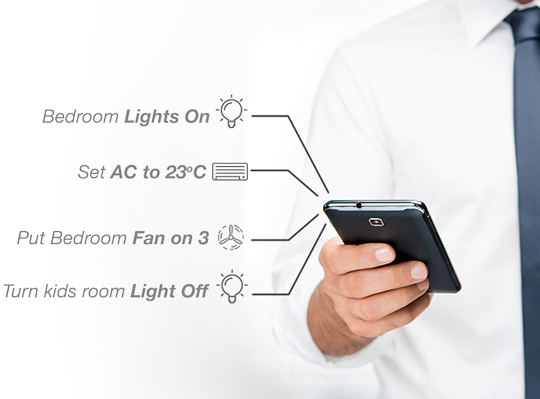 Bedroom Lights On
Set AC to 23°C
Put Bedroom Fan on 3
Turn kids room Light Off